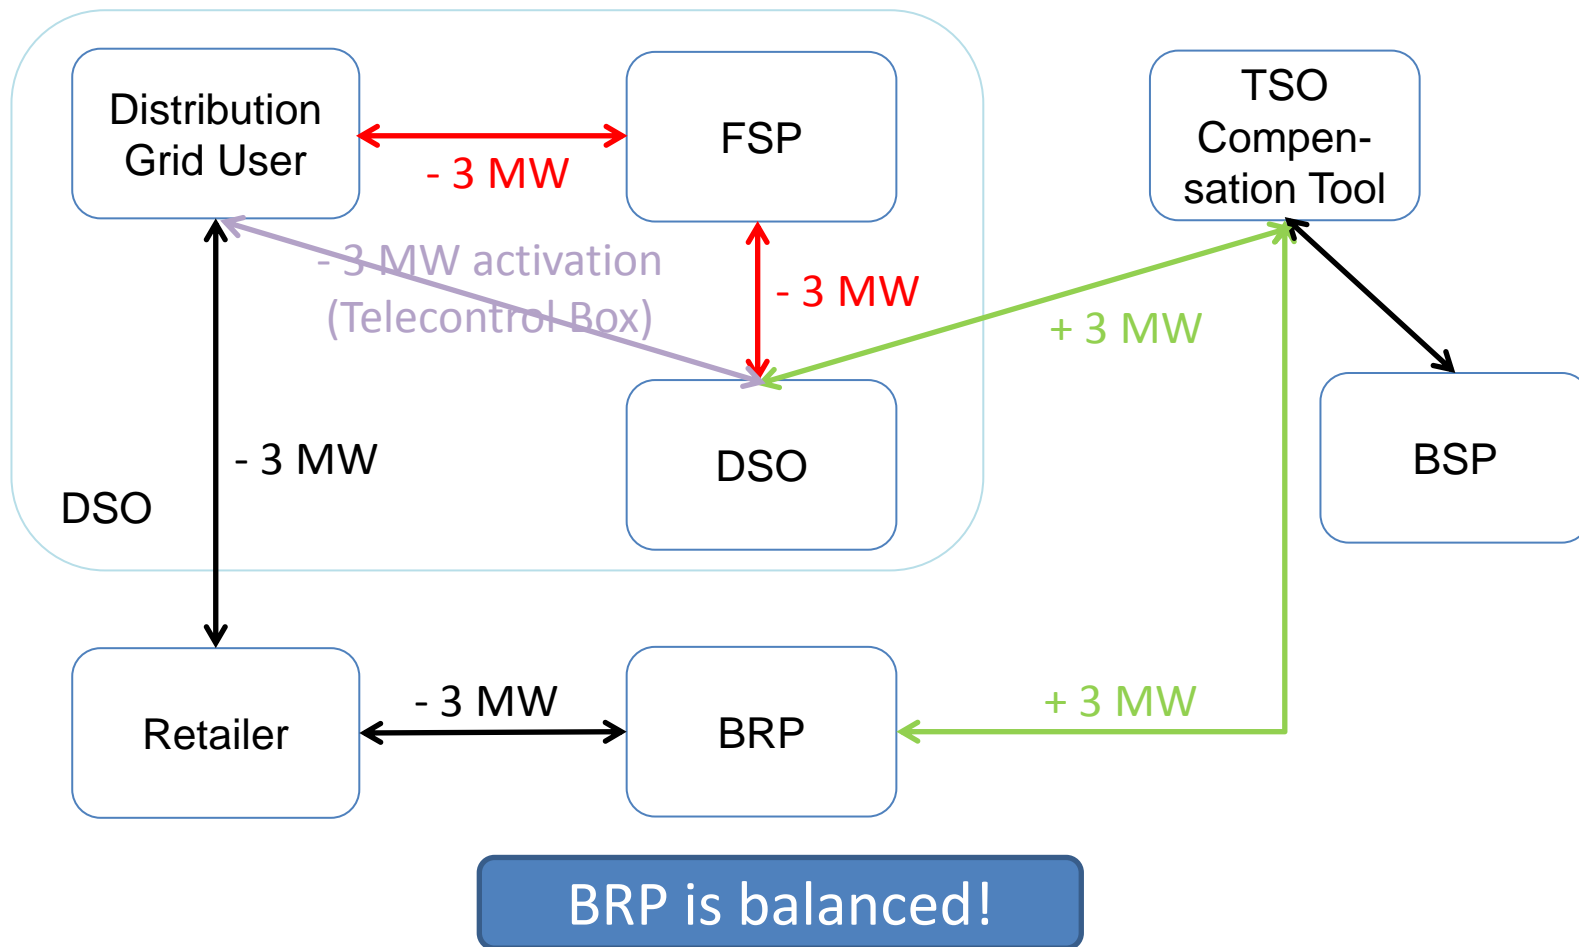 Distribution
Grid User
FSP
TSO
Compen-
sation Tool
- 3 MW
- 3 MW activation
(Telecontrol Box)
- 3 MW
+ 3 MW
- 3 MW
DSO
BSP
DSO
Retailer
- 3 MW
BRP
+ 3 MW
BRP is balanced!